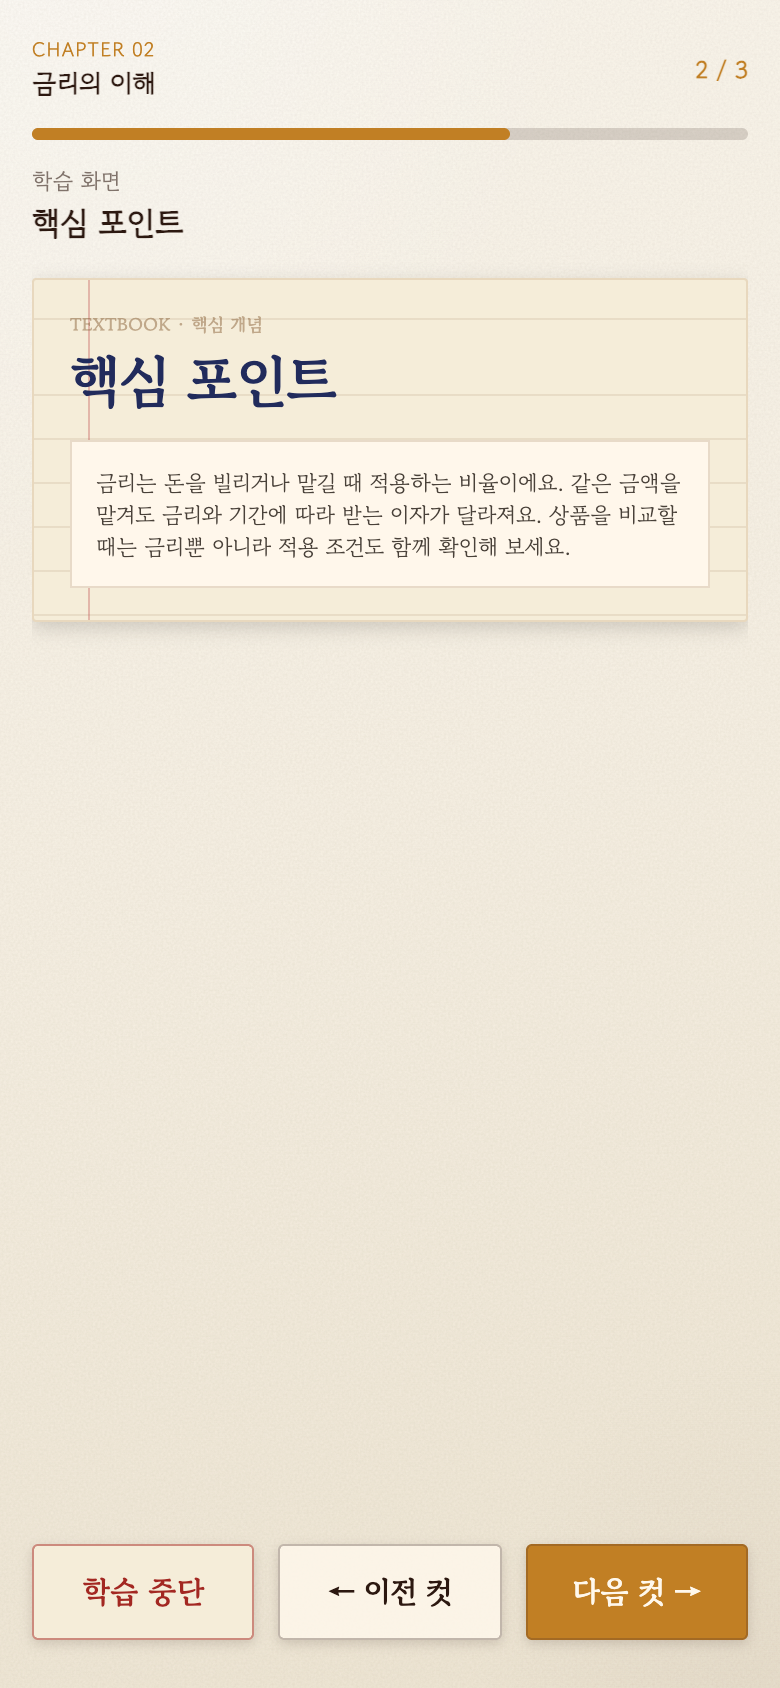 CHAPTER 02
금리의 이해
2 / 3
학습 화면
핵심 포인트
TEXTBOOK · 핵심 개념
핵심 포인트
금리는 돈을 빌리거나 맡길 때 적용하는 비율이에요. 같은 금액을
맡겨도 금리와 기간에 따라 받는 이자가 달라져요. 상품을 비교할
때는 금리뿐 아니라 적용 조건도 함께 확인해 보세요.
학습 중단
← 이전 컷
다음 컷 →